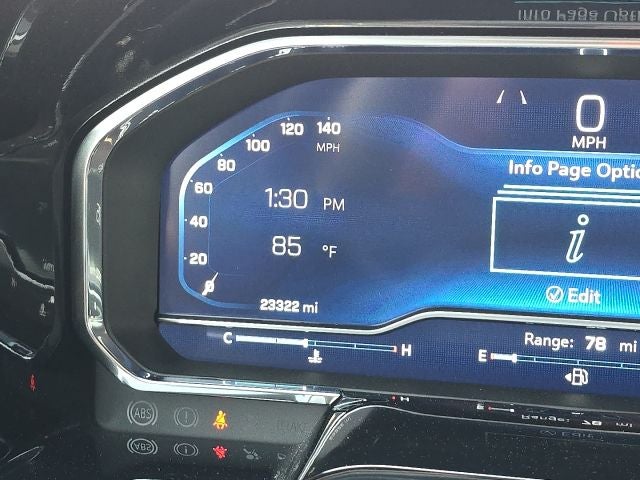 0
MPH
120 140
100
MPH
80
60
40
20
0
1:30 PM
85 °F
23322 mi
Info Page
i
Edit
C H
Range: 78 mi
E
ABS